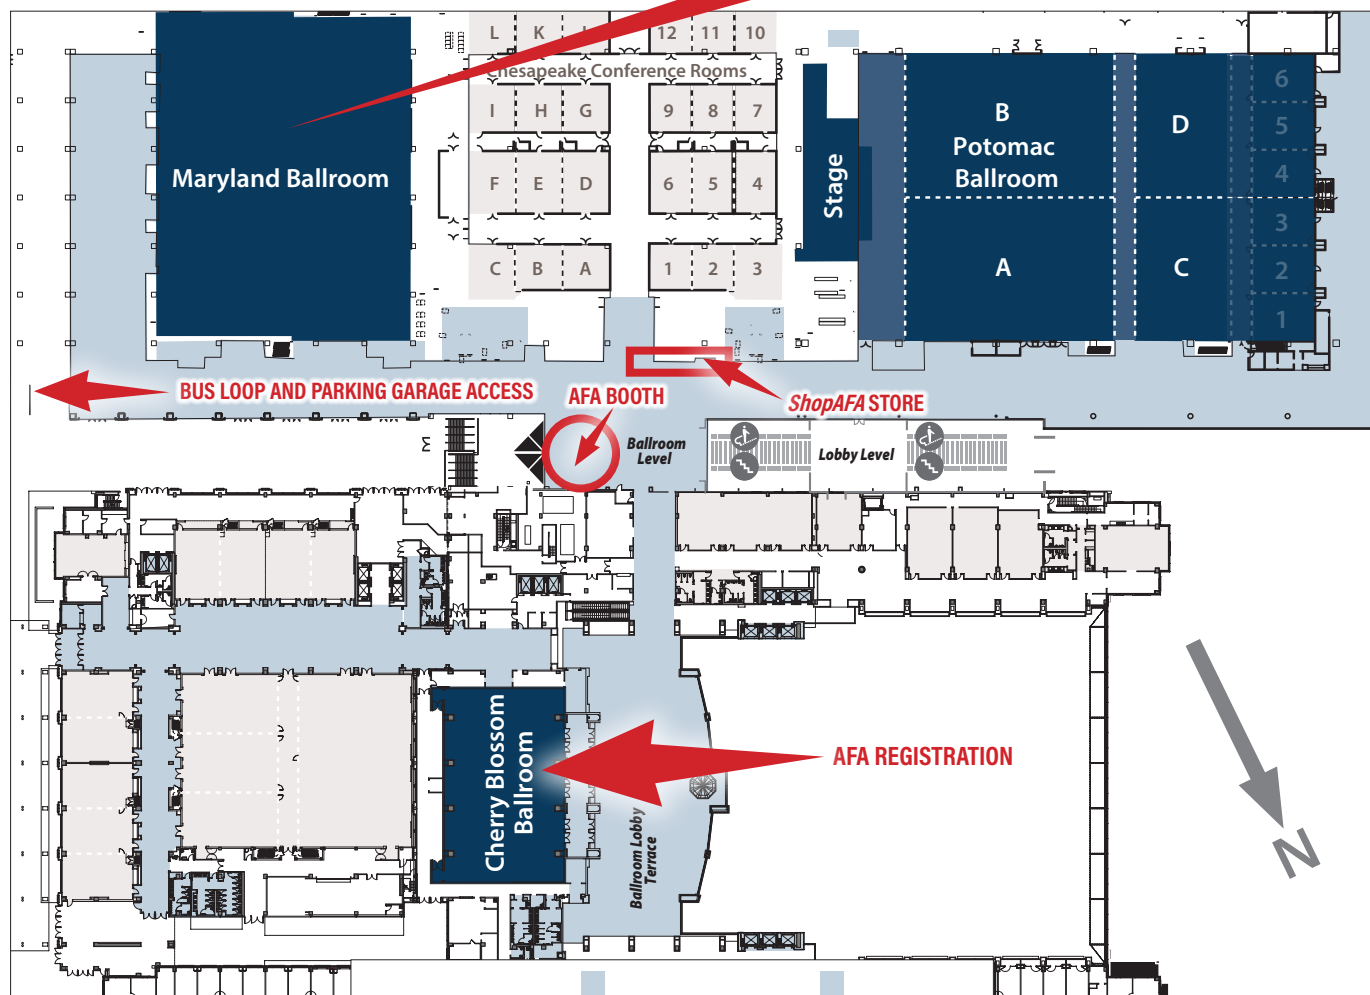 L K J 12 11 10
Chesapeake Conference Rooms
I H G 9 8 7
F E D 6 5 4
C B A 1 2 3
Maryland Ballroom
Stage
B
Potomac
Ballroom
A
D
C
6
5
4
3
2
1
BUS LOOP AND PARKING GARAGE ACCESS
AFA BOOTH
ShopAFA STORE
Ballroom
Level
Lobby Level
Cherry Blossom
Ballroom
AFA REGISTRATION
Ballroom Lobby
Terrace
N